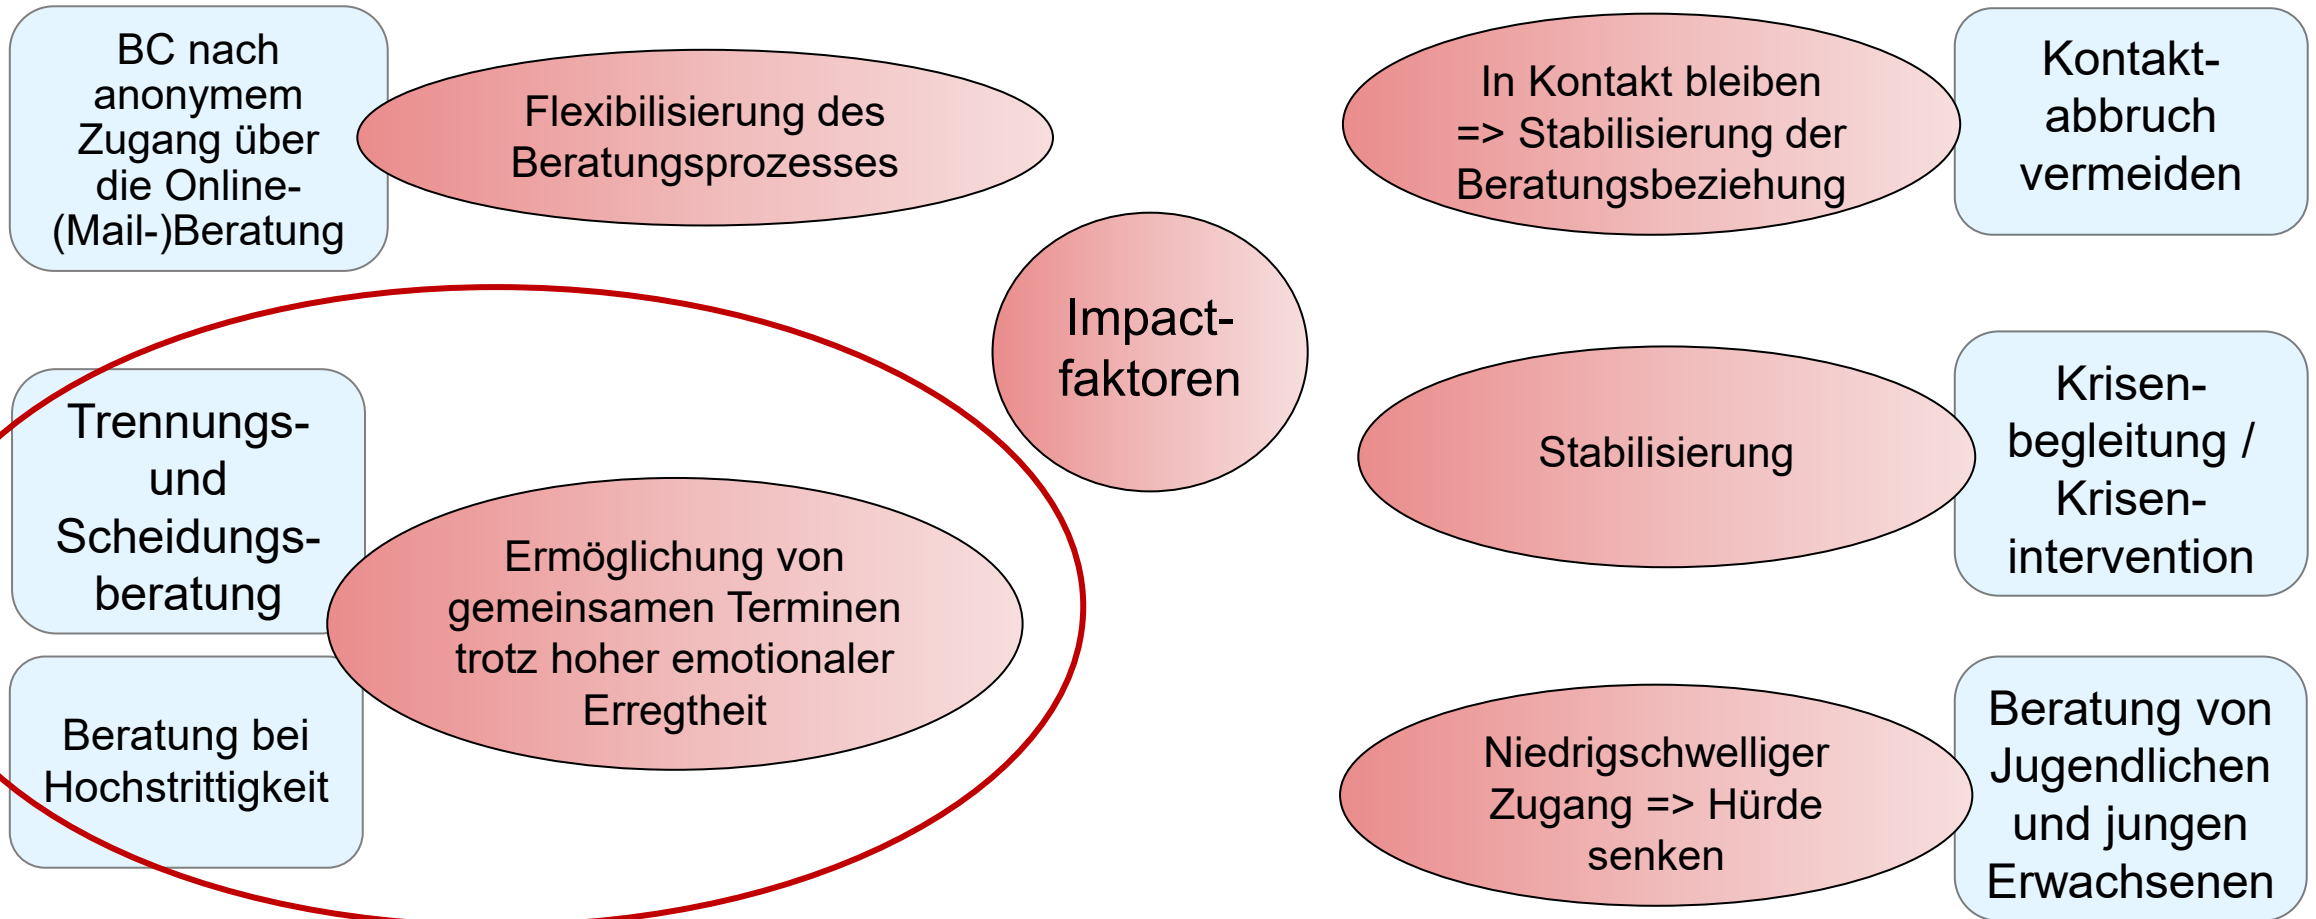 BC nach
anonymem
Zugang über
die Online-
(Mail-)Beratung
Flexibilisierung des
Beratungsprozesses
In Kontakt bleiben
=> Stabilisierung der
Beratungsbeziehung
Kontakt-
abbruch
vermeiden
Impact-
faktoren
Trennungs-
und
Scheidungs-
beratung
Ermöglichung von
gemeinsamen Terminen
trotz hoher emotionaler
Erregtheit
Beratung bei
Hochstrittigkeit
Stabilisierung
Krisen-
begleitung /
Krisen-
intervention
Niedrigschwelliger
Zugang => Hürde
senken
Beratung von
Jugendlichen
und jungen
Erwachsenen